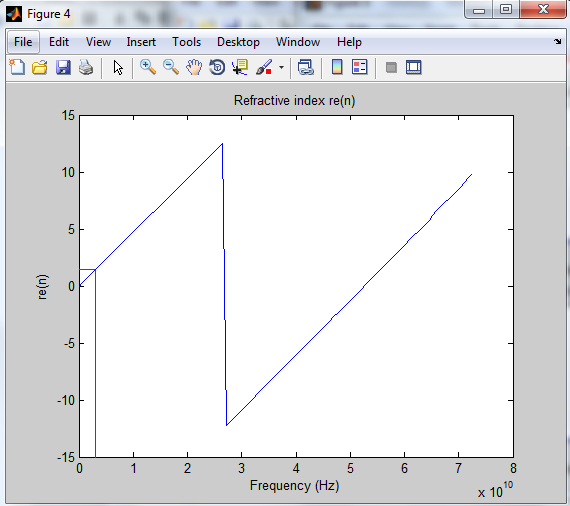 Figure 4
File Edit View Insert Tools Desktop Window Help
Refractive index re(n)
15
10
5
0
-5
-10
-15
re(n)
0 1 2 3 4 5 6 7 8
Frequency (Hz)
x 10^10